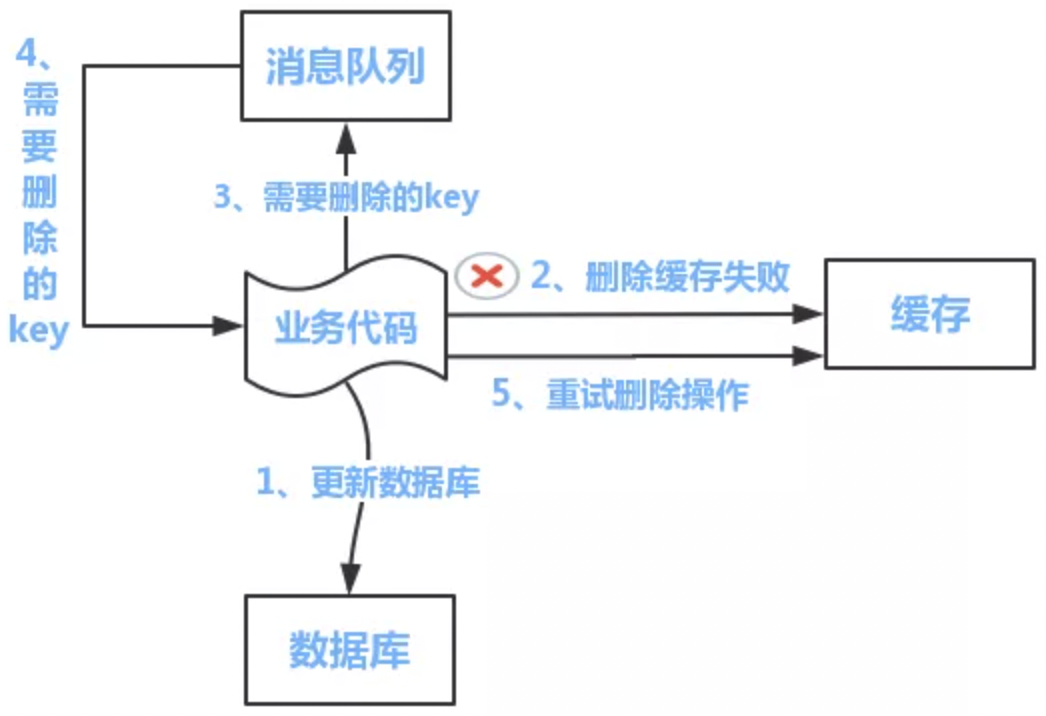 消息队列
4、需要删除的key
3、需要删除的key
2、删除缓存失败
业务代码
缓存
5、重试删除操作
1、更新数据库
数据库